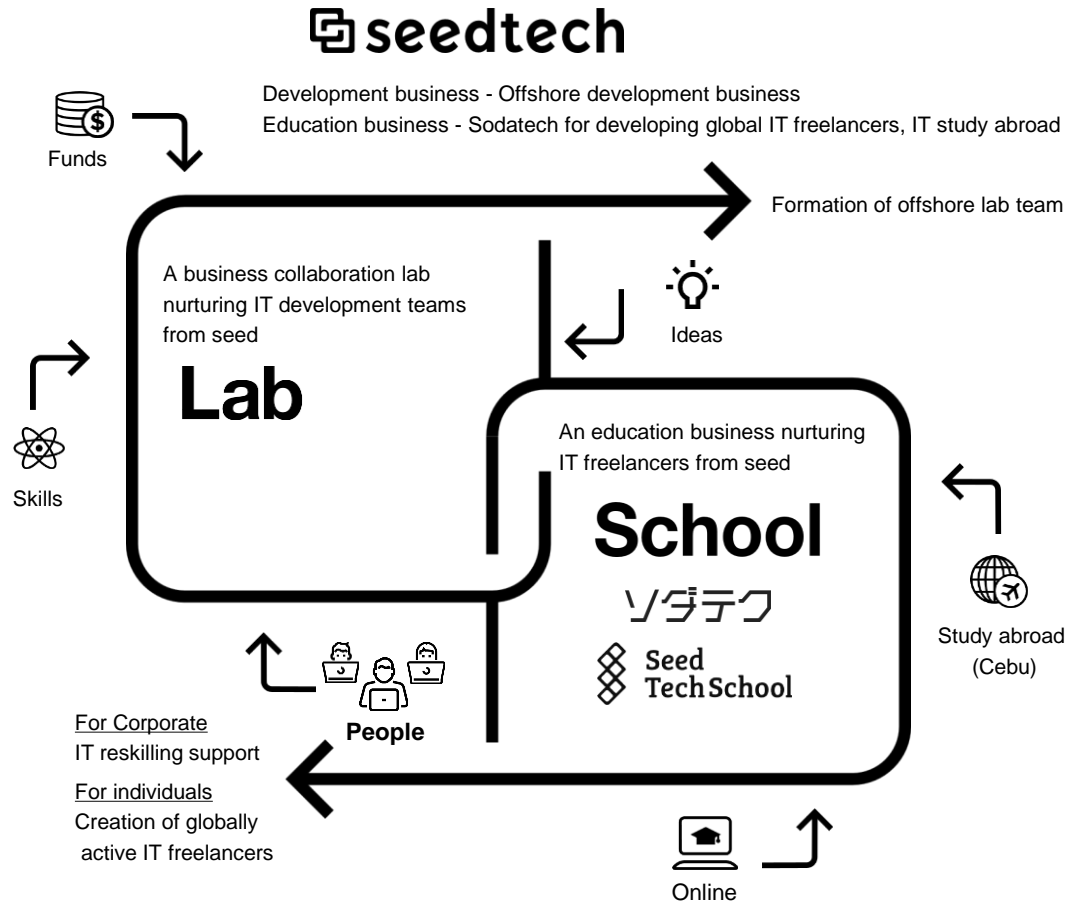 seedtech
Development business - Offshore development business
Education business - Sodatech for developing global IT freelancers, IT study abroad
$
Funds
Formation of offshore lab team
A business collaboration lab
nurturing IT development teams
from seed
Lab
Ideas
Skills
An education business nurturing
IT freelancers from seed
School
ソダテク
Seed
Tech School
Study abroad
(Cebu)
People
For Corporate
IT reskilling support
For individuals
Creation of globally
active IT freelancers
Online